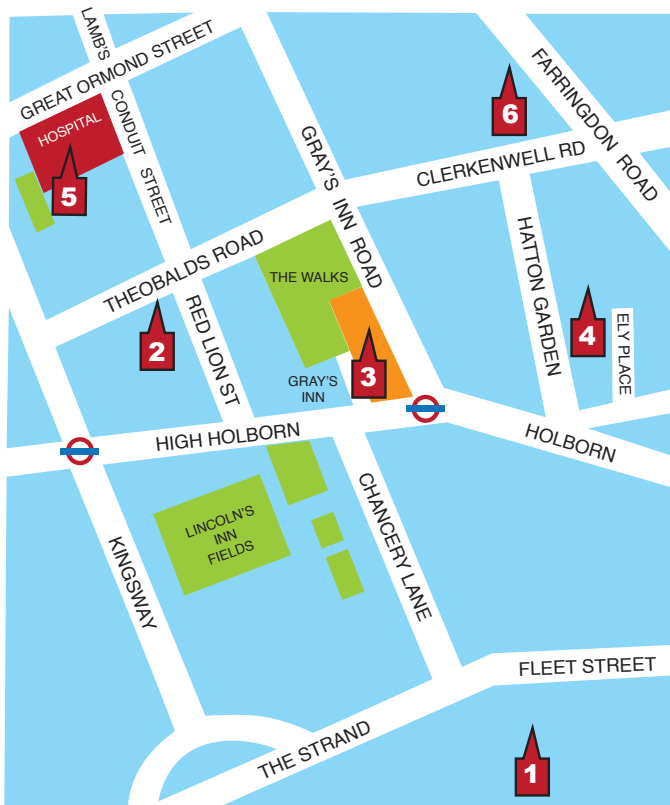 LAMB'S
CONDUIT STREET
GREAT ORMOND STREET
HOSPITAL
5
GRAY'S
INN ROAD
6
FARRINGDON ROAD
CLERKENWELL RD
THEOBALDS ROAD
THE WALKS
HATTON GARDEN
2
RED LION ST
3
4
ELY PLACE
GRAY'S
INN
HIGH HOLBORN
HOLBORN
LINCOLN'S
INN
FIELDS
CHANCERY LANE
KINGSWAY
FLEET STREET
THE STRAND
1